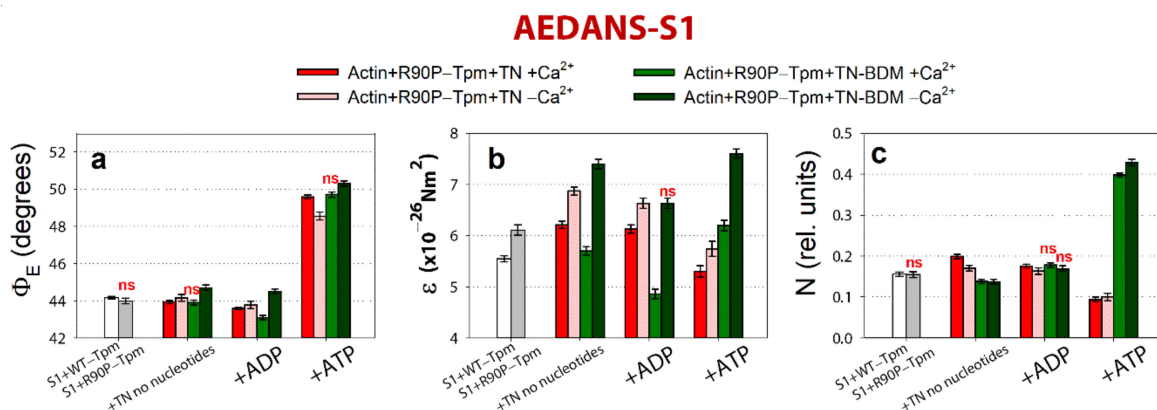 AEDANS-S1
Actin+R90P–Tpm+TN +Ca²⁺
Actin+R90P–Tpm+TN-BDM +Ca²⁺
Actin+R90P–Tpm+TN –Ca²⁺
Actin+R90P–Tpm+TN-BDM –Ca²⁺
a
Φ_E (degrees)
52
50
48
46
44
42
ns
ns
ns
S1+WT–Tpm
S1+R90P–Tpm
+TN no nucleotides
+ADP
+ATP
b
ε (x10⁻²⁶Nm²)
8
7
6
5
4
ns
S1+WT–Tpm
S1+R90P–Tpm
+TN no nucleotides
+ADP
+ATP
c
N (rel. units)
0.5
0.4
0.3
0.2
0.1
0.0
ns
ns
ns
S1+WT–Tpm
S1+R90P–Tpm
+TN no nucleotides
+ADP
+ATP